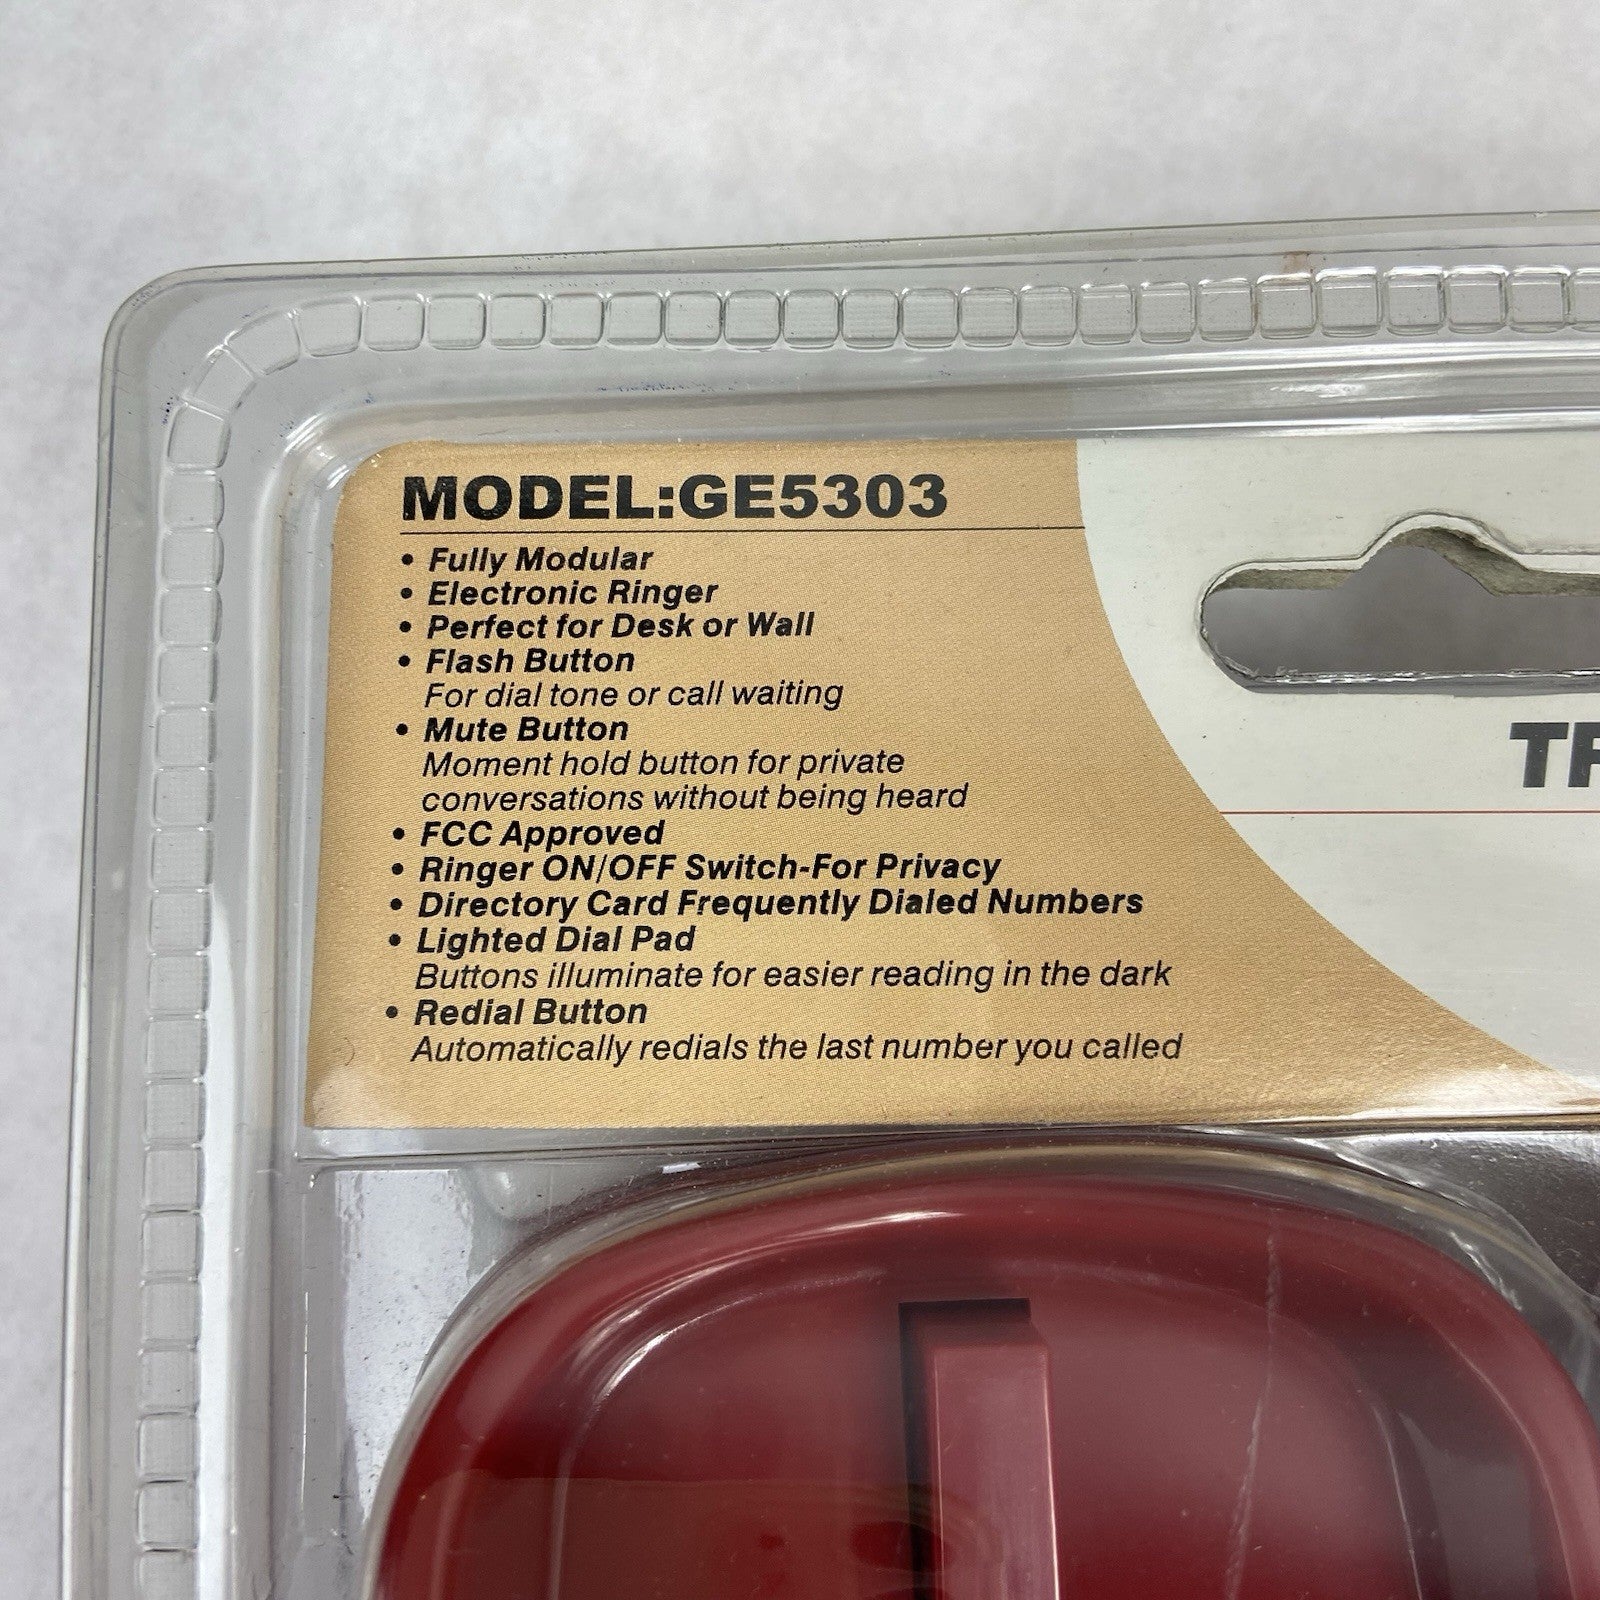 MODEL:GE5303
• Fully Modular
• Electronic Ringer
• Perfect for Desk or Wall
• Flash Button
For dial tone or call waiting
• Mute Button
Moment hold button for private
conversations without being heard
• FCC Approved
• Ringer ON/OFF Switch-For Privacy
• Directory Card Frequently Dialed Numbers
• Lighted Dial Pad
Buttons illuminate for easier reading in the dark
• Redial Button
Automatically redials the last number you called